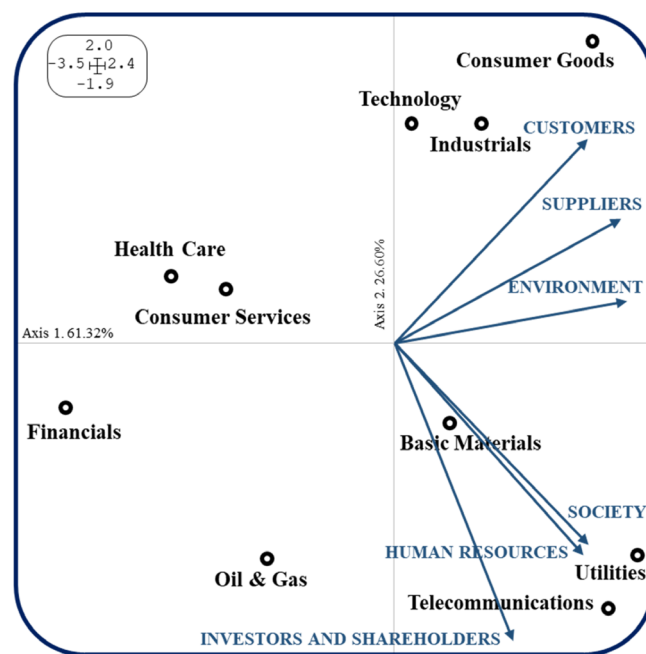 2.0
-3.5 2.4
-1.9
Consumer Goods
Technology
CUSTOMERS
Industrials
SUPPLIERS
Health Care
ENVIRONMENT
Consumer Services
Axis 2. 26.60%
Axis 1. 61.32%
Financials
Basic Materials
SOCIETY
HUMAN RESOURCES
Utilities
Oil & Gas
Telecommunications
INVESTORS AND SHAREHOLDERS